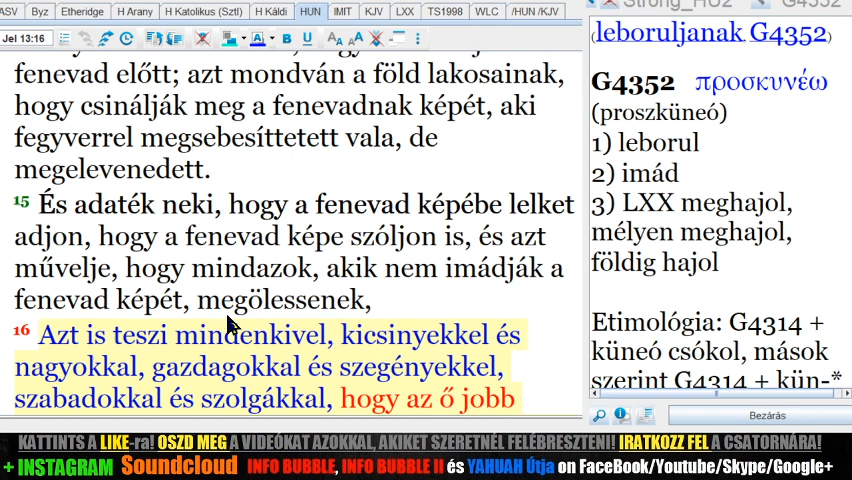 ASV Byz Etheridge H Arany H Katolikus (Szit) H Káldi HUN IMIT KJV LXX TS1998 WLC /HUN /KJV
Jel 13:16
fenevad előtt; azt mondván a föld lakosainak,
hogy csinálják meg a fenevadnak képét, aki
fegyverrel megsebesíttetett vala, de
megelevenedett.
15 És adaték neki, hogy a fenevad képébe lelket
adjon, hogy a fenevad képe szóljon is, és azt
művelje, hogy mindazok, akik nem imádják a
fenevad képét, megölessenek,
16 Azt is teszi mindenkivel, kicsinyekkel és
nagyokkal, gazdagokkal és szegényekkel,
szabadokkal és szolgákkal, hogy az ő jobb
Strong_HU2 G4352
(leboruljanak G4352)
G4352 προσκυνέω
(proszküneó)
1) leborul
2) imád
3) LXX meghajol,
mélyen meghajol,
földig hajol
Etimológia: G4314 +
küneó csókol, mások
szerint G4314 + kün-*
Bezárás
KATTINTS A LIKE-ra! OSZD MEG A VIDEÓKAT AZOKKAL, AKIKET SZERETNÉL FELÉBRESZTENI! IRATKOZZ FEL A CSATORNÁRA!
+ INSTAGRAM Soundcloud INFO BUBBLE, INFO BUBBLE II és YAHUAH Útja on FaceBook/Youtube/Skype/Google+